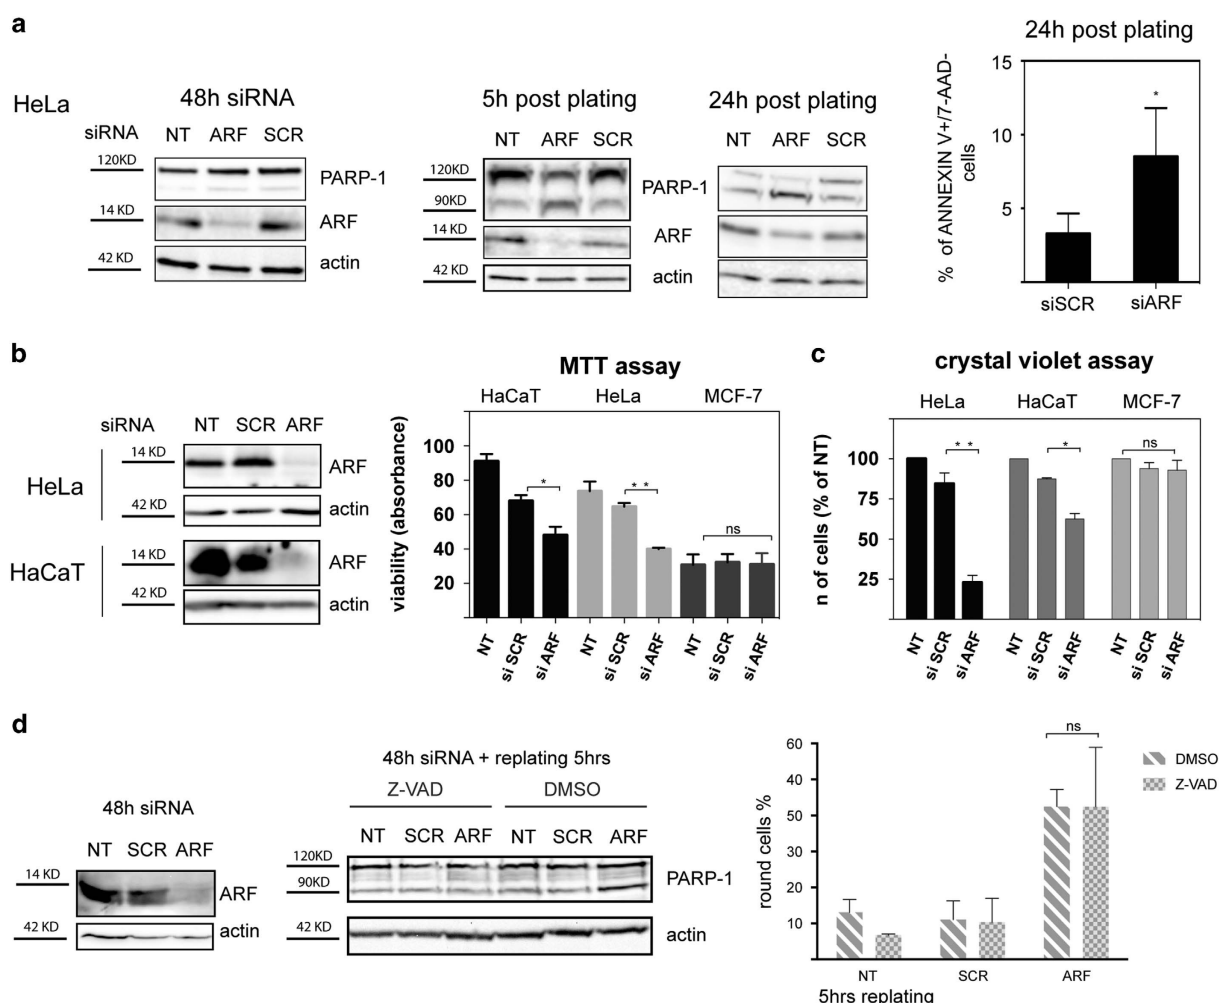 a
24h post plating
HeLa
48h siRNA
5h post plating
24h post plating
siRNA
NT ARF SCR
NT ARF SCR
NT ARF SCR
120KD
PARP-1
14 KD
ARF
42 KD
actin
120KD
90KD
14 KD
42 KD
PARP-1
ARF
actin
% of ANNEXIN V+/7-AAD-
cells
15
10
5
*
siSCR
siARF
b
siRNA
NT SCR ARF
HeLa
14 KD
ARF
42 KD
actin
HaCaT
14 KD
ARF
42 KD
actin
MTT assay
HaCaT HeLa MCF-7
viability (absorbance)
100
80
60
40
20
*
* *
ns
NT si SCR si ARF NT si SCR si ARF NT si SCR si ARF
c
crystal violet assay
HeLa HaCaT MCF-7
n of cells (% of NT)
100
75
50
25
* *
*
ns
NT si SCR si ARF NT si SCR si ARF NT si SCR si ARF
d
48h siRNA
NT SCR ARF
14 KD
ARF
42 KD
actin
48h siRNA + replating 5hrs
Z-VAD DMSO
NT SCR ARF NT SCR ARF
120KD
90KD
PARP-1
42 KD
actin
round cells %
60
40
50
30
20
10
ns
DMSO
Z-VAD
NT SCR ARF
5hrs replating